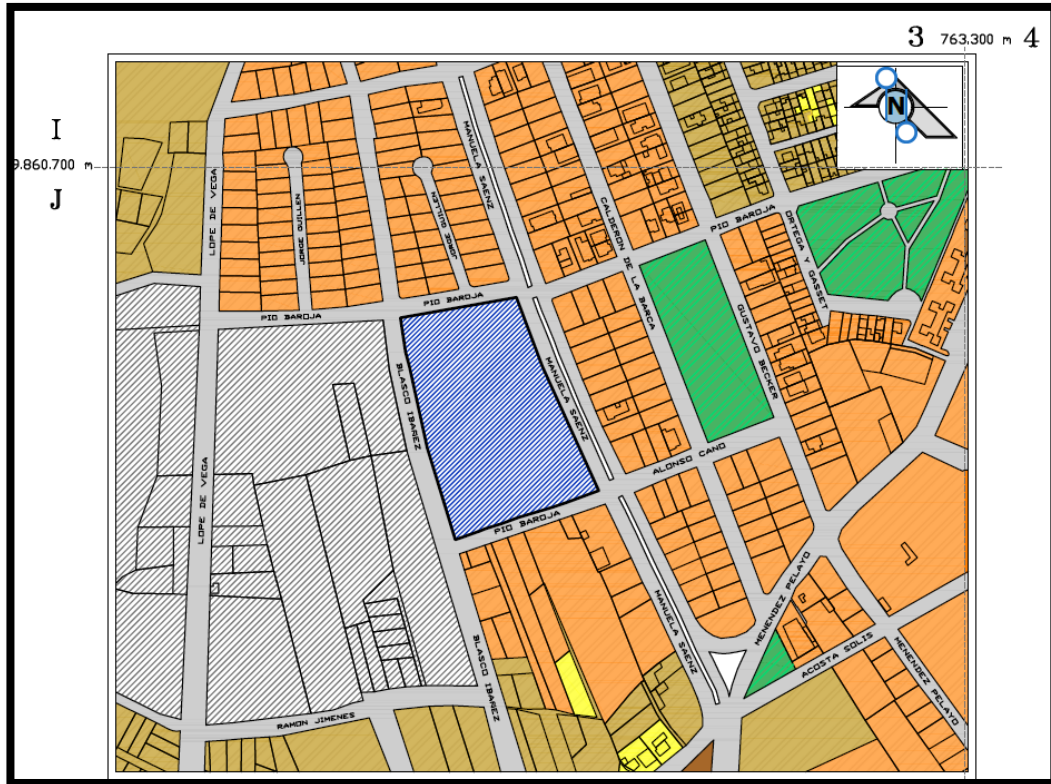 3 763.300 m 4
I
9.860.700 m
J
N
MANUELA SAENZ
LOPE DE VEGA
JORGE GUILLEN
JORGE GUILLEN
CALDERON DE LA BARCA
PIO BAROJA
ORTEGA Y GASSET
PIO BAROJA
PIO BAROJA
GUSTAVO BECKER
BLASCO IBAÑEZ
MANUELA SAENZ
ALONSO CANO
LOPE DE VEGA
PIO BAROJA
MENENDEZ PELAYO
MANUELA SAENZ
ACOSTA SOLIS
MENENDEZ PELAYO
BLASCO IBAÑEZ
RAMON JIMENES